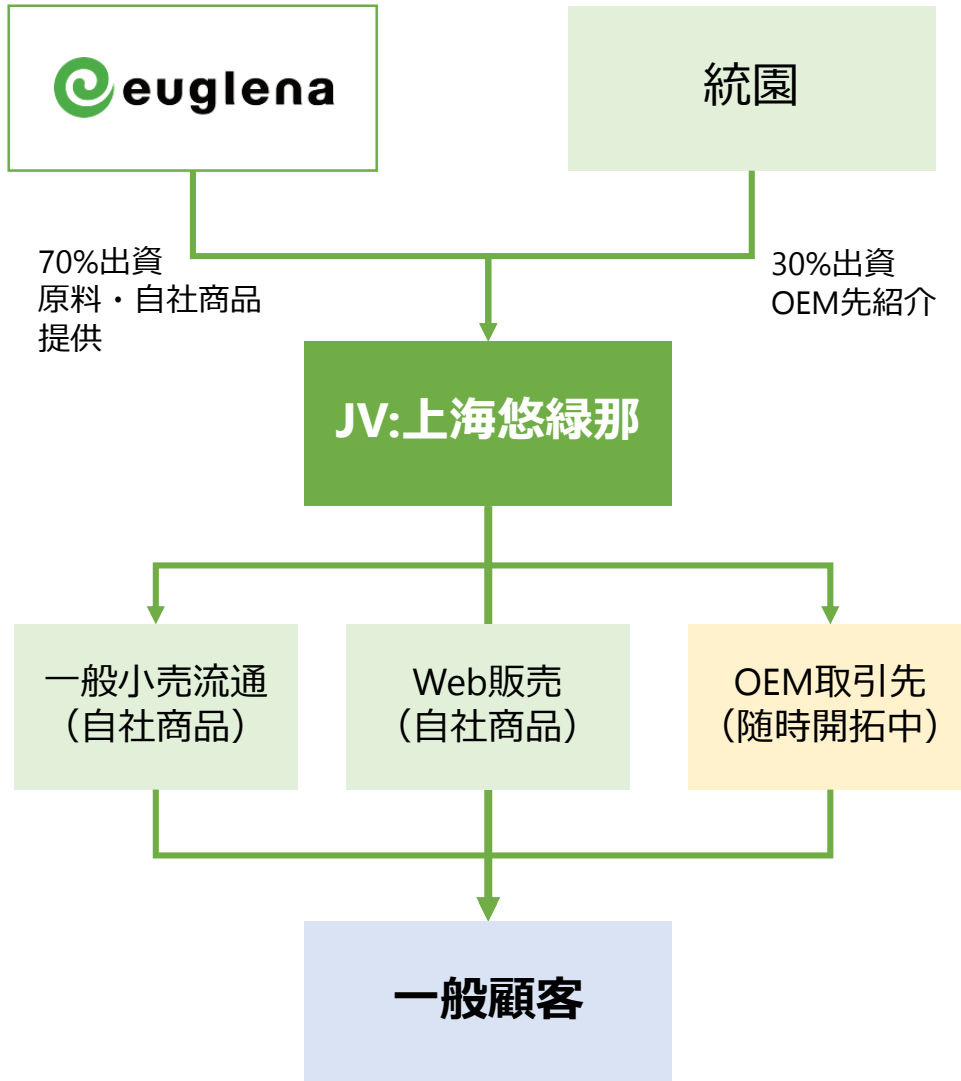 euglena
統園
70%出資
原料・自社商品
提供
30%出資
OEM先紹介
JV:上海悠緑那
一般小売流通
（自社商品）
Web販売
（自社商品）
OEM取引先
（随時開拓中）
一般顧客